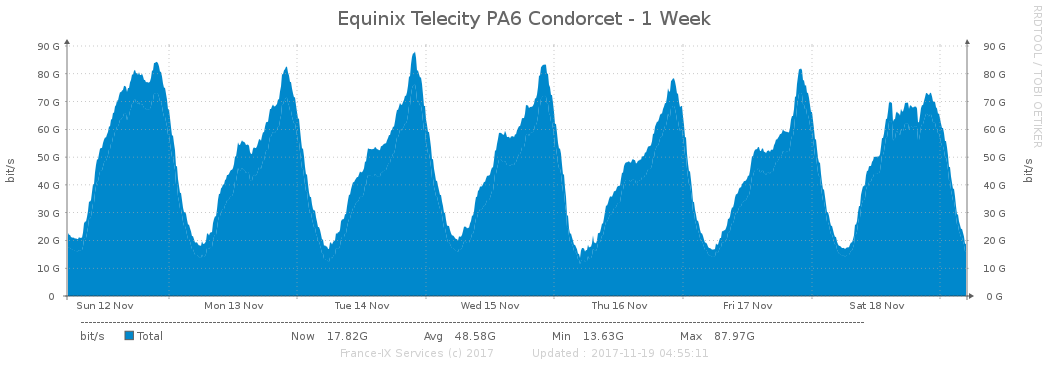 Equinix Telecity PA6 Condorcet - 1 Week
RRDTOOL / TOBI OETIKER
90 G 90 G
80 G 80 G
70 G 70 G
60 G 60 G
50 G 50 G
40 G 40 G
30 G 30 G
20 G 20 G
10 G 10 G
0 0 G
bit/s
bit/s
Sun 12 Nov Mon 13 Nov Tue 14 Nov Wed 15 Nov Thu 16 Nov Fri 17 Nov Sat 18 Nov
bit/s Total Now 17.82G Avg 48.58G Min 13.63G Max 87.97G
France-IX Services (c) 2017 Updated : 2017-11-19 04:55:11